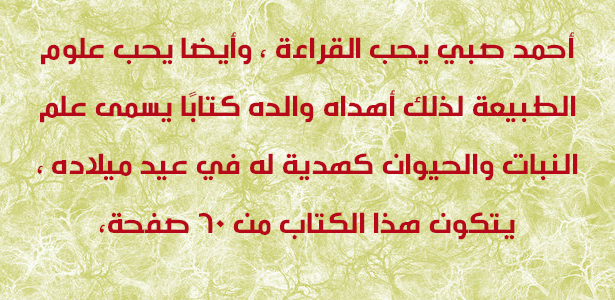 أحمد صبي يحب القراءة ، وأيضا يحب علوم
الطبيعة لذلك أهداه والده كتابًا يسمى علم
النبات والحيوان كهدية له في عيد ميلاده ،
يتكون هذا الكتاب من ٦٠ صفحة،